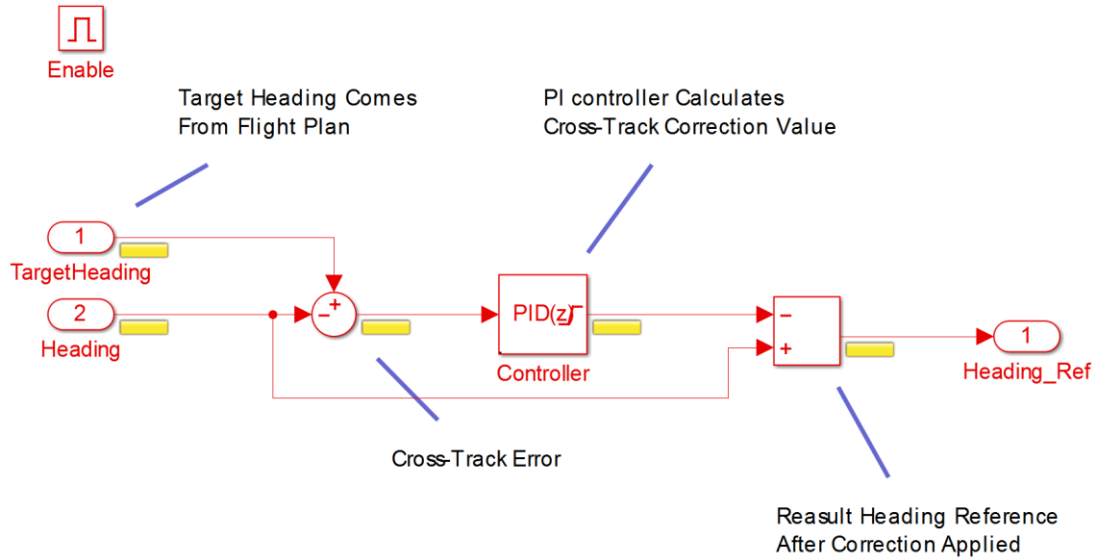 Enable
Target Heading Comes
From Flight Plan
PI controller Calculates
Cross-Track Correction Value
1
TargetHeading
2
Heading
+
−
PID(z)
Controller
−
+
1
Heading_Ref
Cross-Track Error
Reasult Heading Reference
After Correction Applied